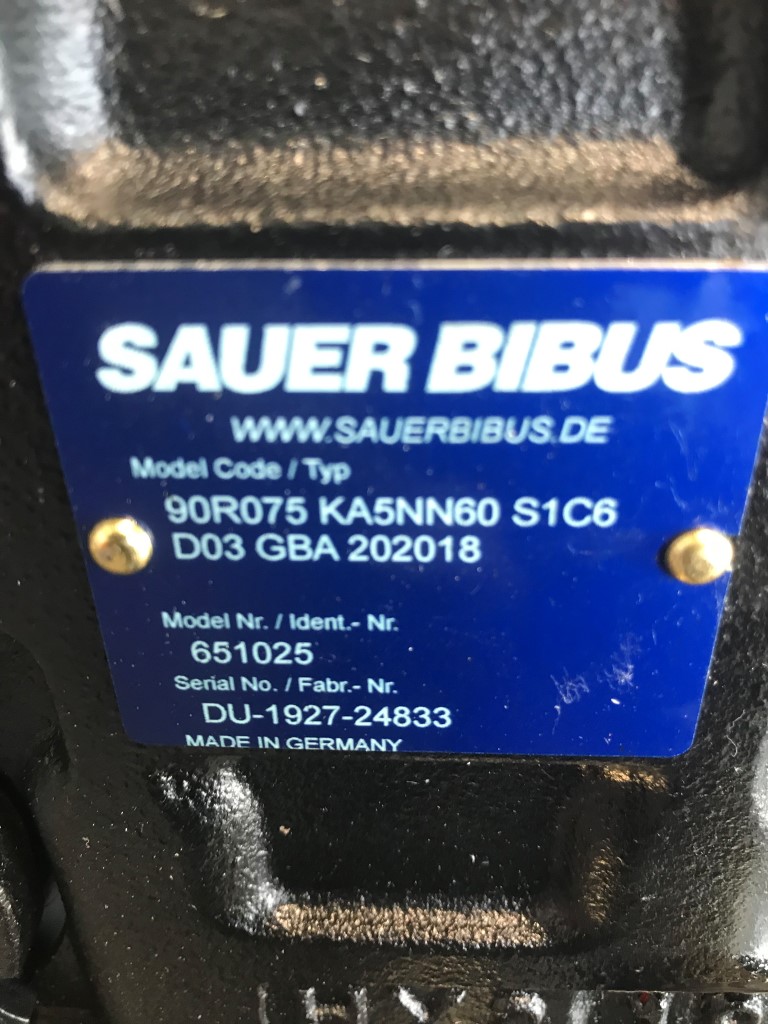 SAUER BIBUS
WWW.SAUERBIBUS.DE
Model Code / Typ
90R075 KA5NN60 S1C6
D03 GBA 202018
Model Nr. / Ident.- Nr.
651025
Serial No. / Fabr.- Nr.
DU-1927-24833
MADE IN GERMANY